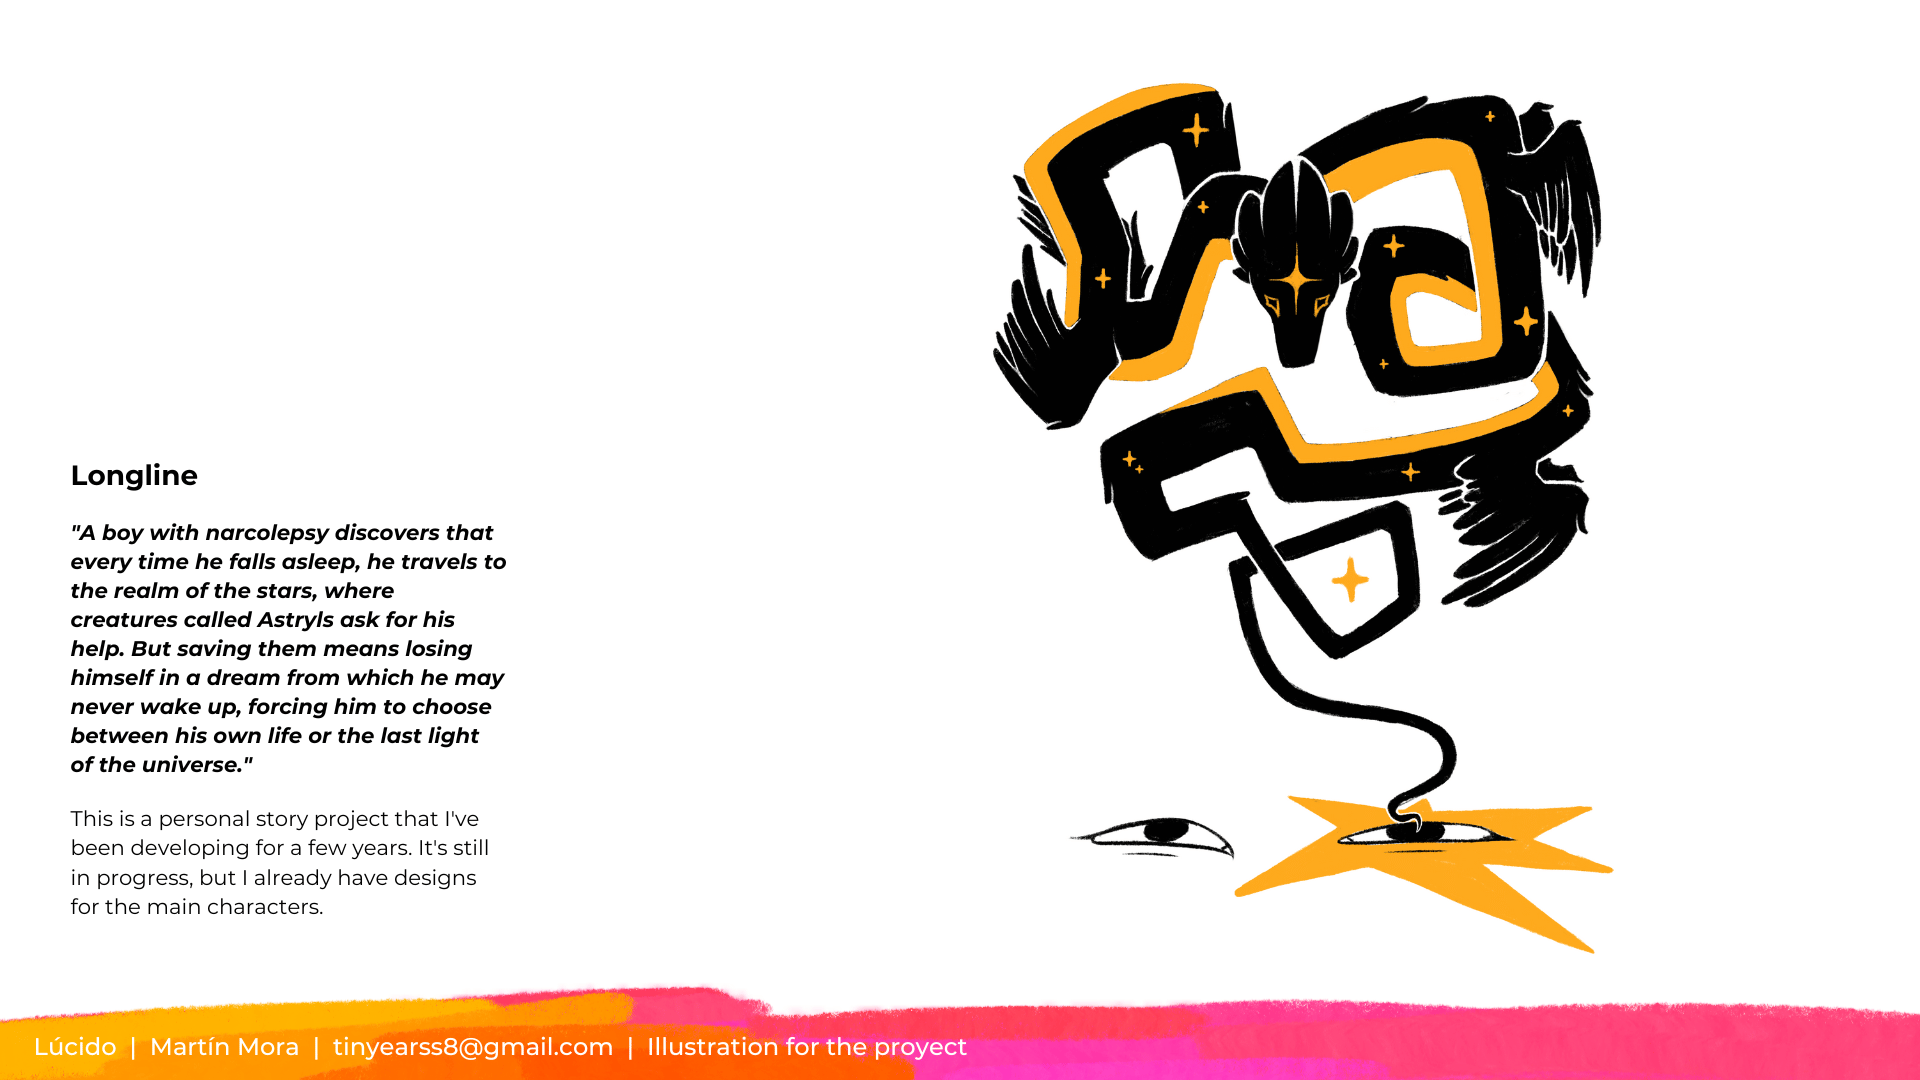 Longline
"A boy with narcolepsy discovers that
every time he falls asleep, he travels to
the realm of the stars, where
creatures called Astryls ask for his
help. But saving them means losing
himself in a dream from which he may
never wake up, forcing him to choose
between his own life or the last light
of the universe."
This is a personal story project that I've
been developing for a few years. It's still
in progress, but I already have designs
for the main characters.
Lúcido | Martín Mora | tinyearss8@gmail.com | Illustration for the proyect